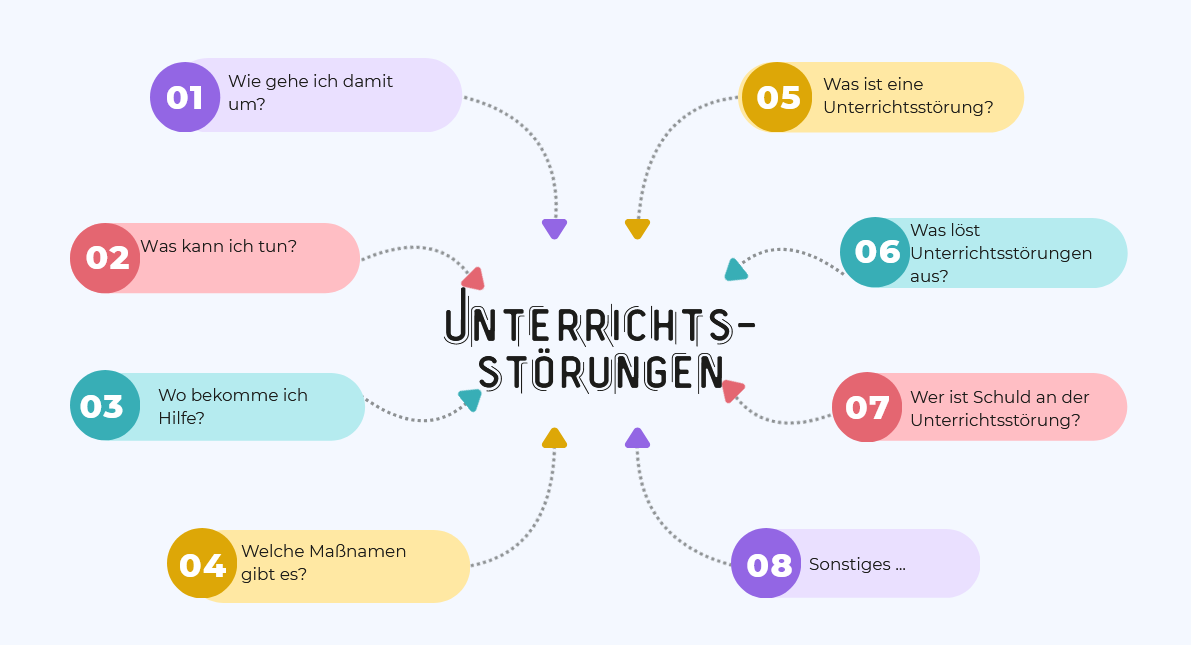 01
Wie gehe ich damit
um?
02
Was kann ich tun?
03
Wo bekomme ich
Hilfe?
04
Welche Maßnamen
gibt es?
UNTERRICHTS-
STÖRUNGEN
05
Was ist eine
Unterrichtsstörung?
06
Was löst
Unterrichtsstörungen
aus?
07
Wer ist Schuld an der
Unterrichtsstörung?
08
Sonstiges ...